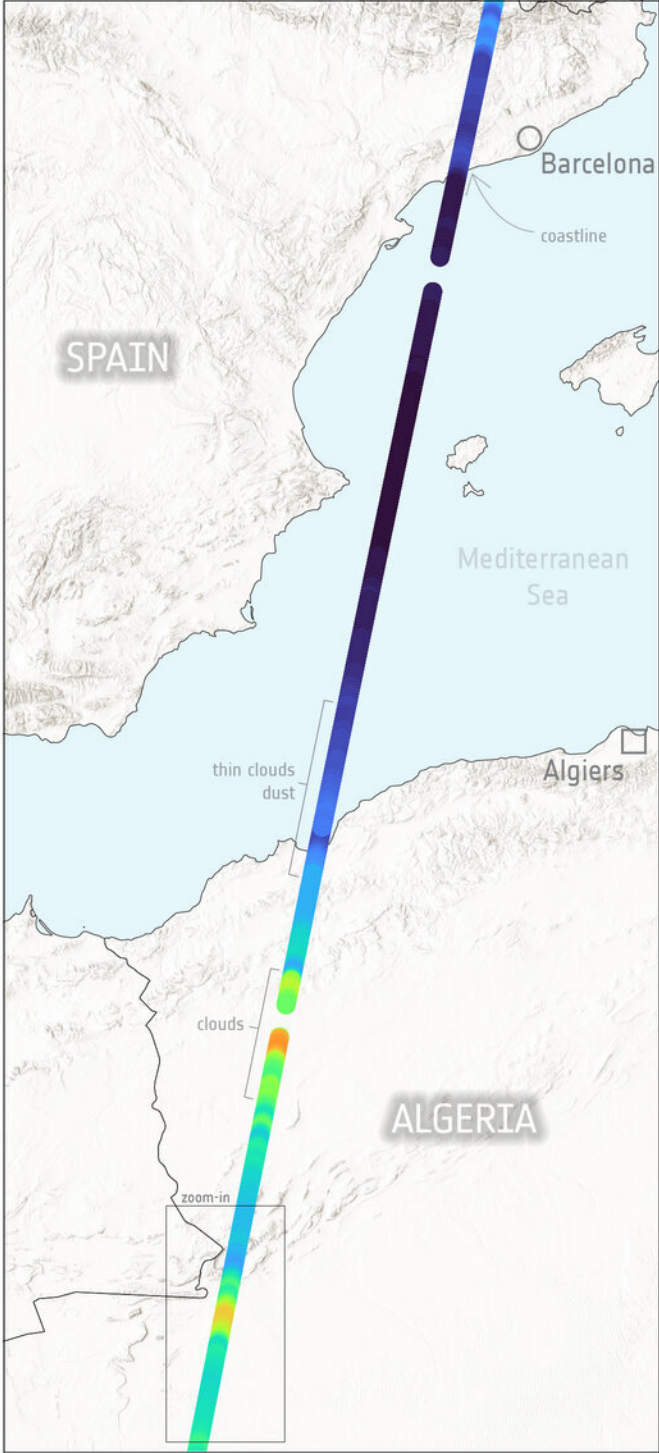 Barcelona
coastline
SPAIN
Mediterranean
Sea
thin clouds
dust
Algiers
clouds
ALGERIA
zoom-in